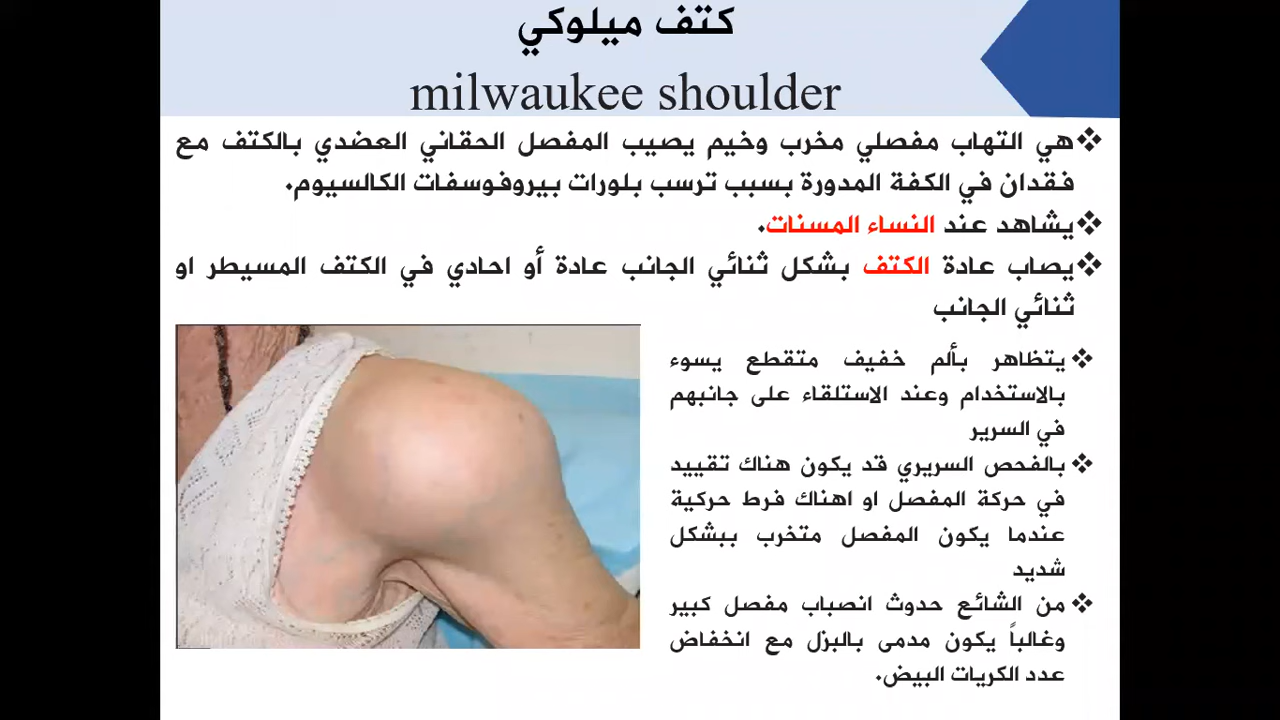 كتف ميلوكي
milwaukee shoulder
❖هي التهاب مفصلي مخرب وخيم يصيب المفصل الحقاني العضدي بالكتف مع
فقدان في الكفة المدورة بسبب ترسب بلورات بيروفوسفات الكالسيوم.
❖يشاهد عند النساء المسنات.
❖يصاب عادة الكتف بشكل ثنائي الجانب عادة أو احادي في الكتف المسيطر او
ثنائي الجانب
❖ يتظاهر بألم خفيف متقطع يسوء
بالاستخدام وعند الاستلقاء على جانبهم
في السرير
❖ بالفحص السريري قد يكون هناك تقييد
في حركة المفصل او اهناك فرط حركية
عندما يكون المفصل متخرب ببشكل
شديد
❖ من الشائع حدوث انصباب مفصل كبير
وغالباً يكون مدمى بالبزل مع انخفاض
عدد الكريات البيض.